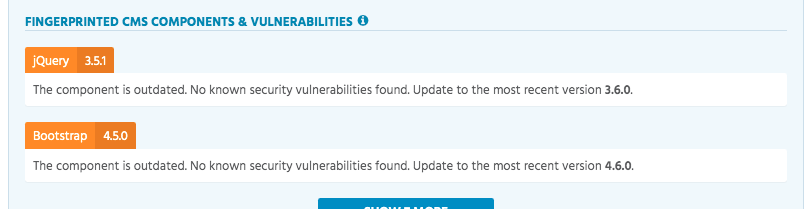 FINGERPRINTED CMS COMPONENTS & VULNERABILITIES
jQuery 3.5.1
The component is outdated. No known security vulnerabilities found. Update to the most recent version 3.6.0.
Bootstrap 4.5.0
The component is outdated. No known security vulnerabilities found. Update to the most recent version 4.6.0.